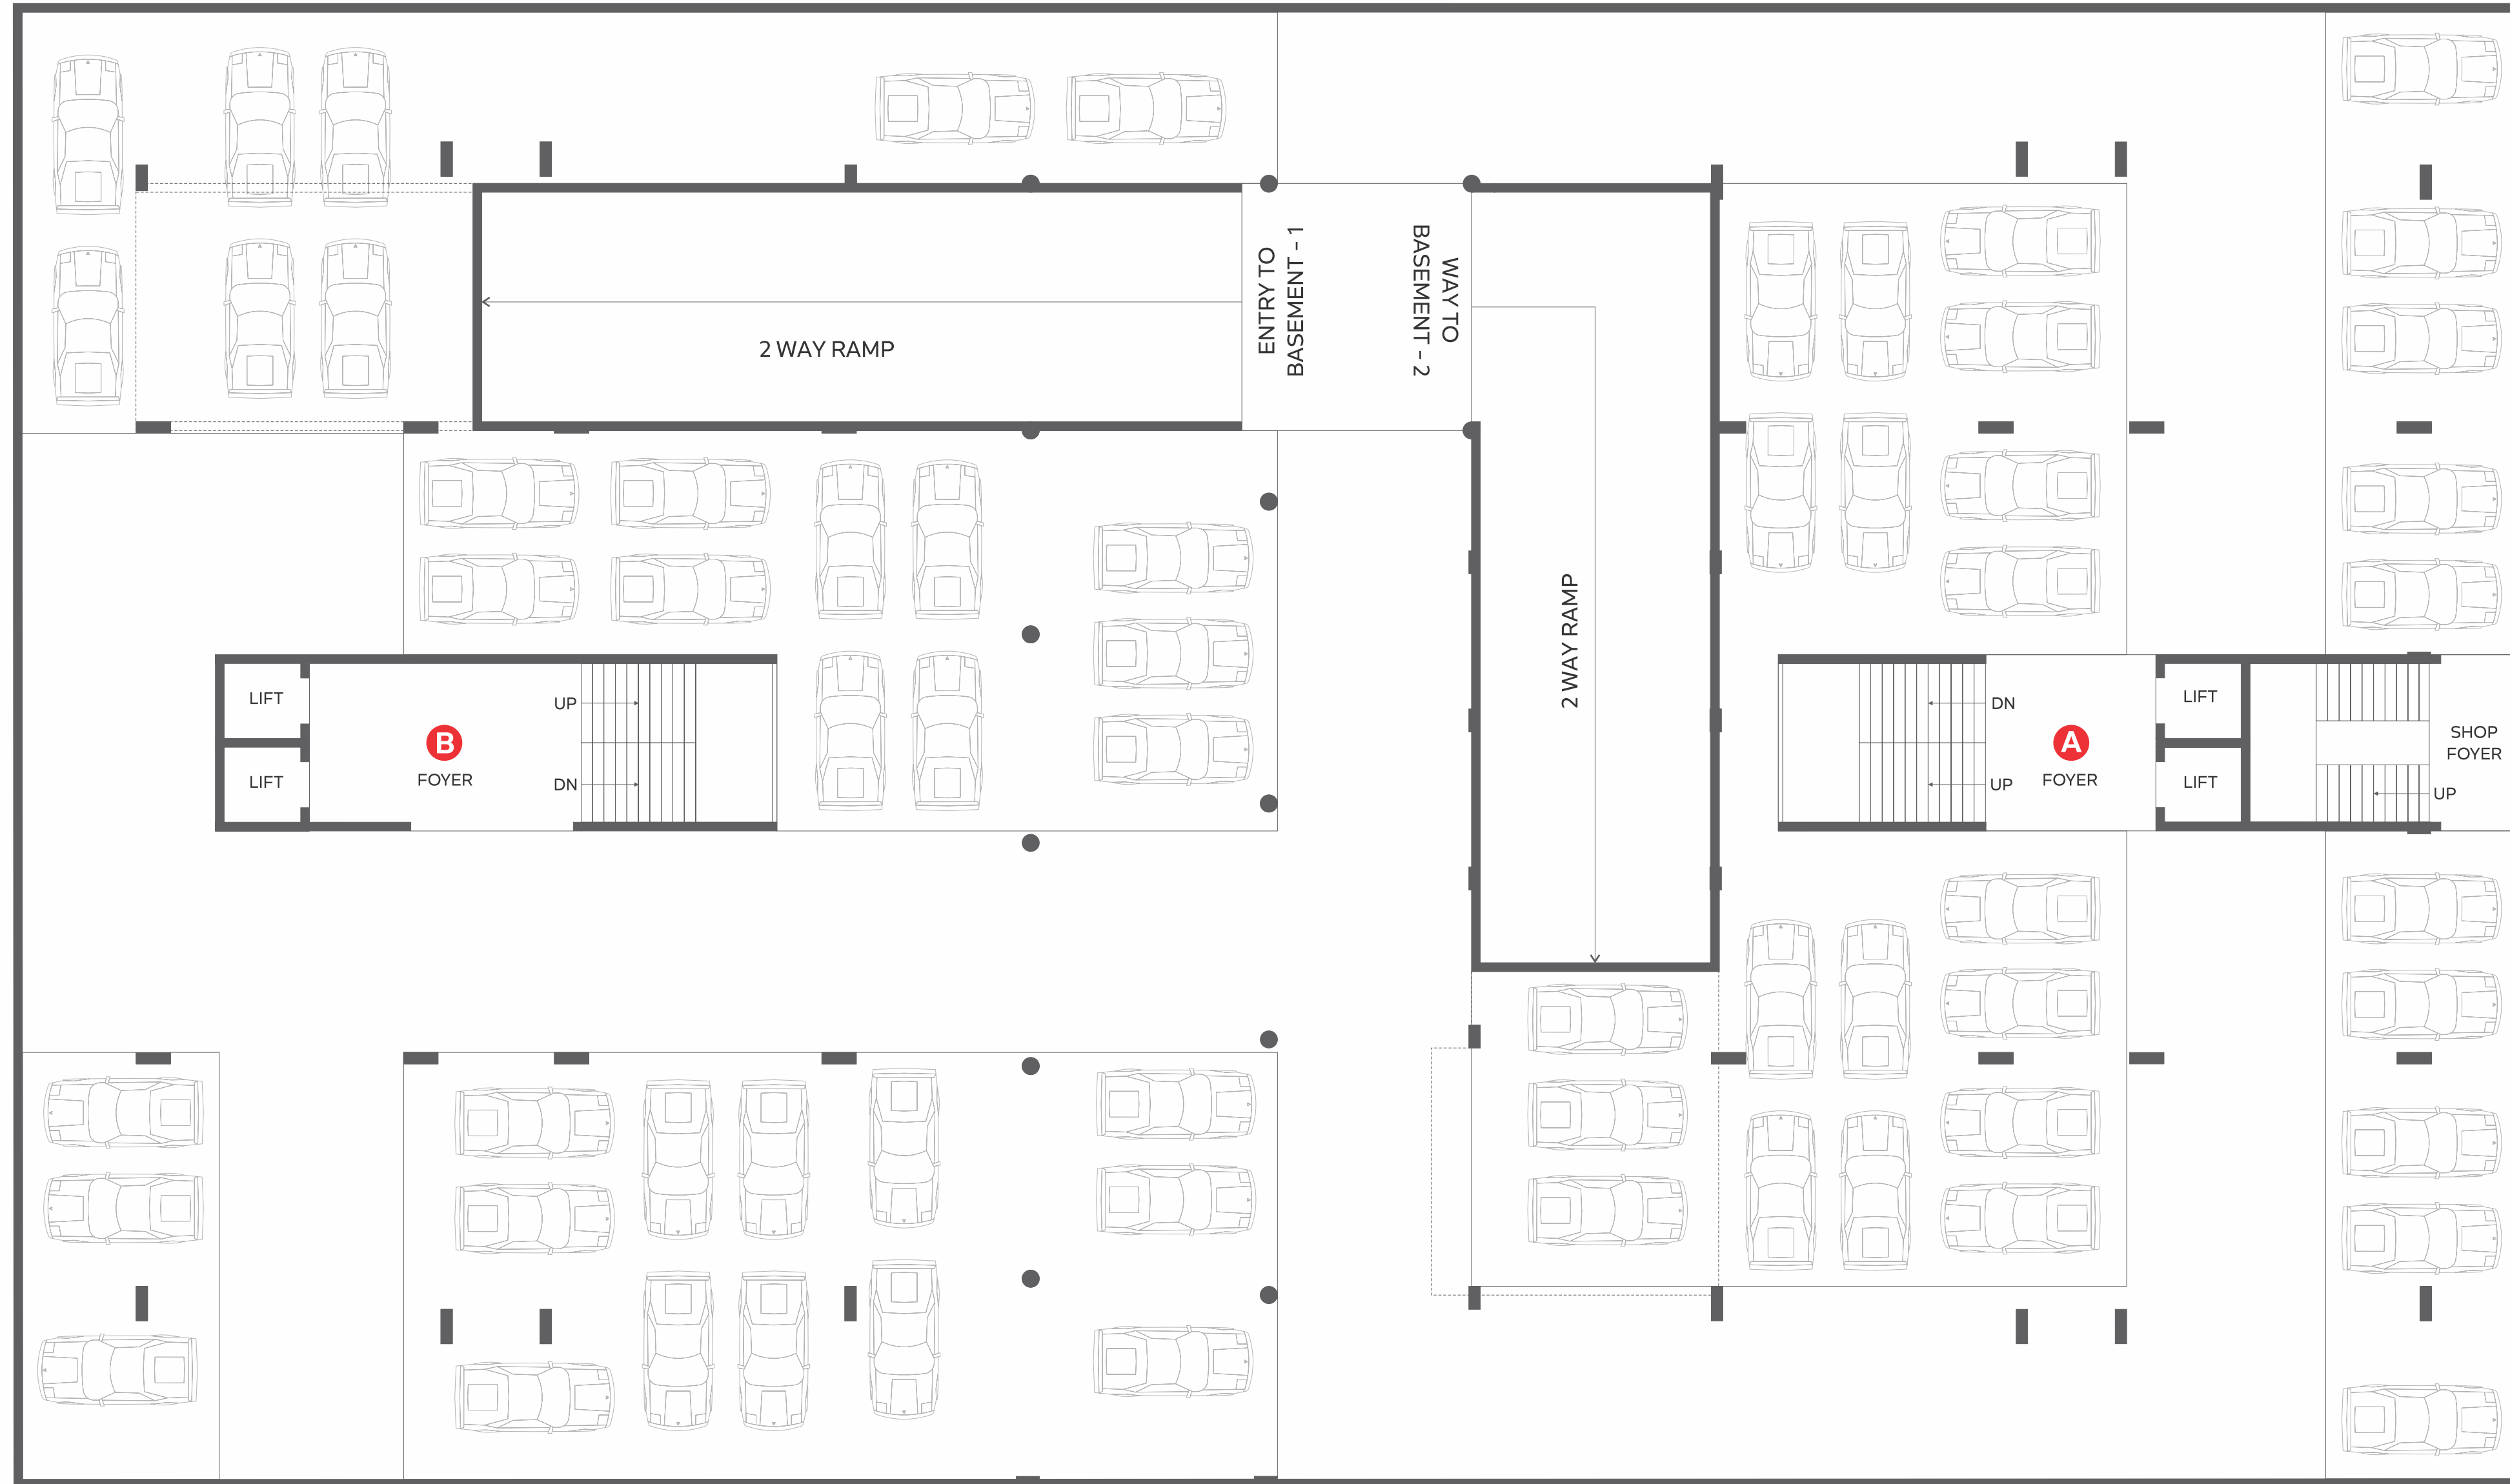 ENTRY TO
BASEMENT - 1
WAY TO
BASEMENT - 2
2 WAY RAMP
2 WAY RAMP
LIFT
LIFT
B
FOYER
UP
DN
DN
UP
A
FOYER
LIFT
LIFT
SHOP
FOYER
UP